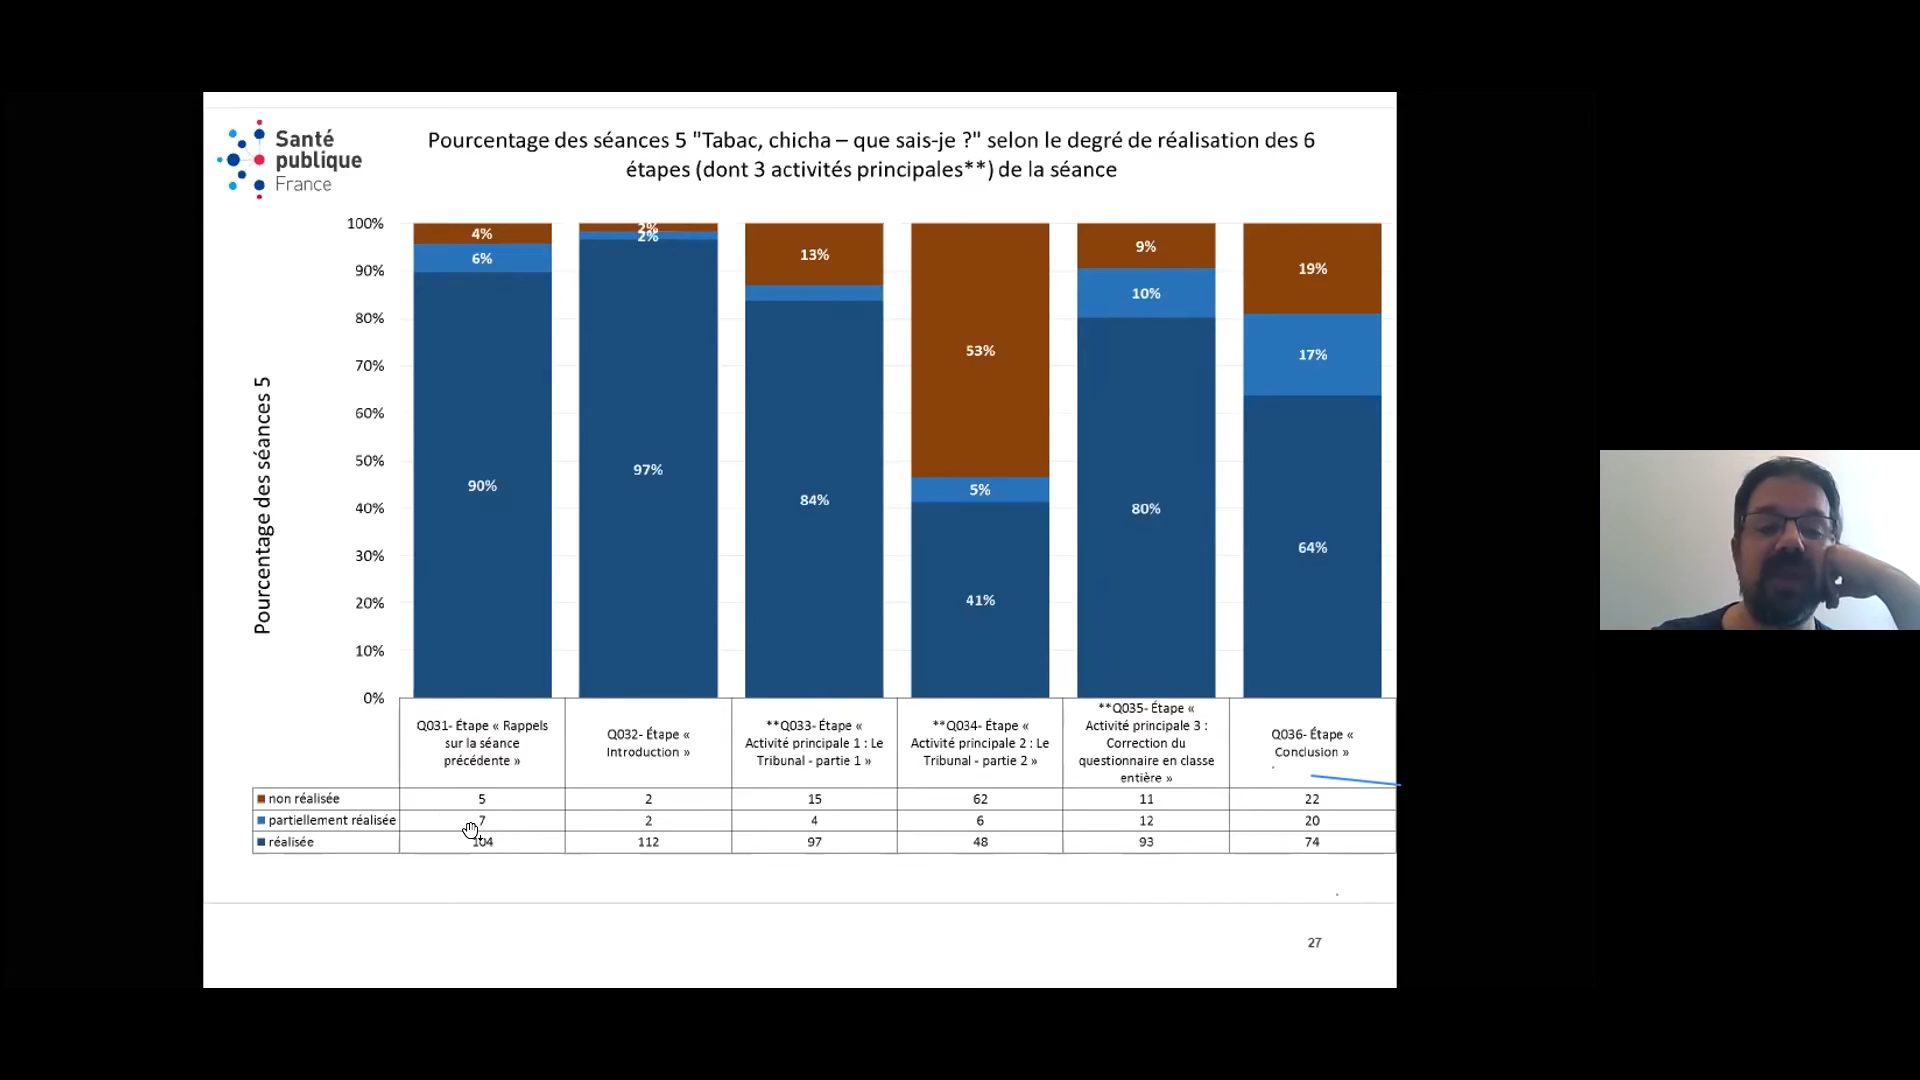 Santé
publique
France
Pourcentage des séances 5 "Tabac, chicha – que sais-je ?" selon le degré de réalisation des 6
étapes (dont 3 activités principales**) de la séance
Pourcentage des séances 5
100%
90%
80%
70%
60%
50%
40%
30%
20%
10%
0%
4%
6%
90%
2%
2%
97%
13%
84%
53%
5%
41%
9%
10%
80%
19%
17%
64%
Q031- Étape « Rappels
sur la séance
précédente »
Q032- Étape «
Introduction »
**Q033- Étape «
Activité principale 1 : Le
Tribunal - partie 1 »
**Q034- Étape «
Activité principale 2 : Le
Tribunal - partie 2 »
**Q035- Étape «
Activité principale 3 :
Correction du
questionnaire en classe
entière »
Q036- Étape «
Conclusion »
non réalisée 5 2 15 62 11 22
partiellement réalisée 7 2 4 6 12 20
réalisée 104 112 97 48 93 74
27